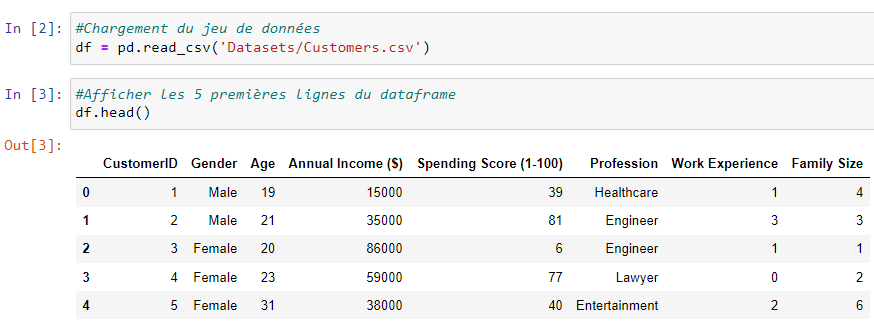 In [2]: #Chargement du jeu de données
df = pd.read_csv('Datasets/Customers.csv')
In [3]: #Afficher les 5 premières lignes du dataframe
df.head()
Out[3]:
CustomerID Gender Age Annual Income ($) Spending Score (1-100) Profession Work Experience Family Size
0 1 Male 19 15000 39 Healthcare 1 4
1 2 Male 21 35000 81 Engineer 3 3
2 3 Female 20 86000 6 Engineer 1 1
3 4 Female 23 59000 77 Lawyer 0 2
4 5 Female 31 38000 40 Entertainment 2 6